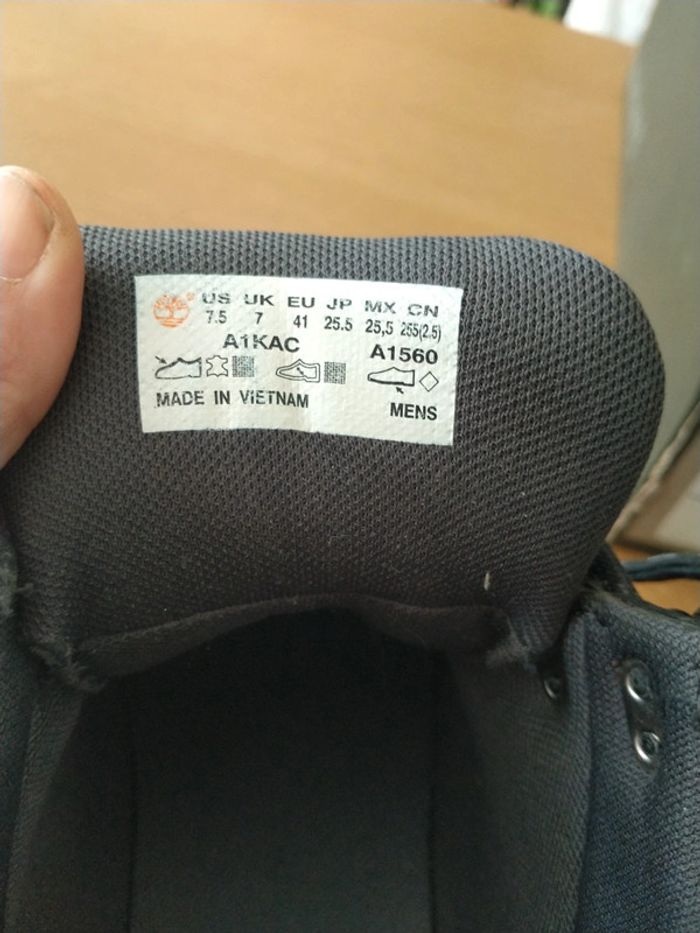 US UK EU JP MX CN
7.5 7 41 25.5 25,5 255(2.5)
A1KAC A1560
MADE IN VIETNAM MENS